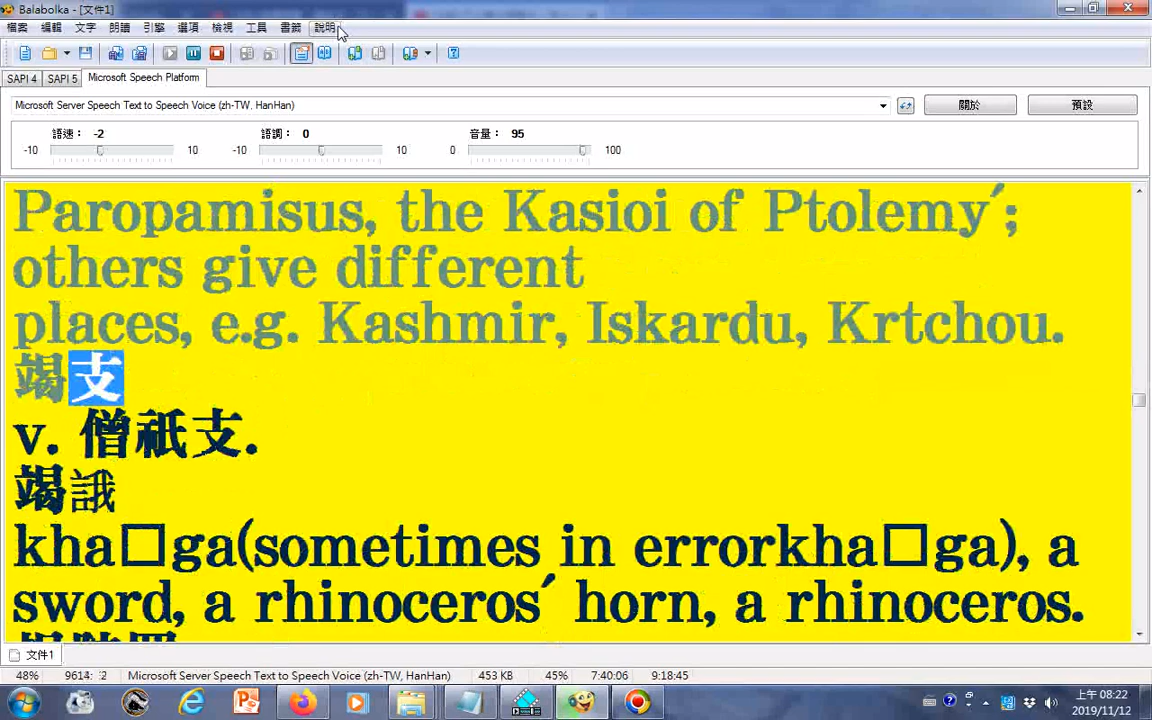 Balabolka - [文件1]
檔案 編輯 文字 朗讀 引擎 選項 檢視 工具 書籤 說明
SAPI 4 SAPI 5 Microsoft Speech Platform
Microsoft Server Speech Text to Speech Voice (zh-TW, HanHan) 關於 預設
語速： -2 語調： 0 音量： 95
-10 10 -10 10 0 100
Paropamisus, the Kasioi of Ptolemy′;
others give different
places, e.g. Kashmir, Iskardu, Krtchou.
竭支
v. 僧祇支.
竭誐
kha□ga(sometimes in errorkha□ga), a
sword, a rhinoceros′ horn, a rhinoceros.
文件1
48% 9614: :2 Microsoft Server Speech Text to Speech Voice (zh-TW, HanHan) 453 KB 45% 7:40:06 9:18:45
上午 08:22
2019/11/12